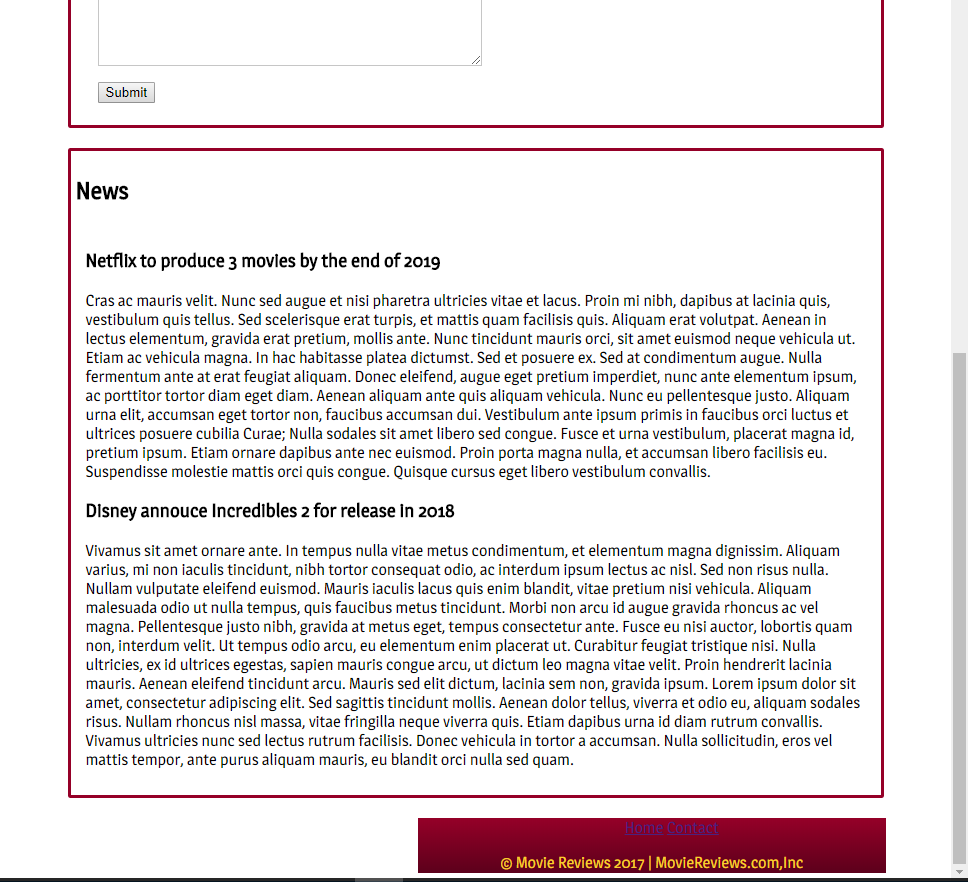 Submit
News
Netflix to produce 3 movies by the end of 2019
Cras ac mauris velit. Nunc sed augue et nisi pharetra ultricies vitae et lacus. Proin mi nibh, dapibus at lacinia quis,
vestibulum quis tellus. Sed scelerisque erat turpis, et mattis quam facilisis quis. Aliquam erat volutpat. Aenean in
lectus elementum, gravida erat pretium, mollis ante. Nunc tincidunt mauris orci, sit amet euismod neque vehicula ut.
Etiam ac vehicula magna. In hac habitasse platea dictumst. Sed et posuere ex. Sed at condimentum augue. Nulla
fermentum ante at erat feugiat aliquam. Donec eleifend, augue eget pretium imperdiet, nunc ante elementum ipsum,
ac porttitor tortor diam eget diam. Aenean aliquam ante quis aliquam vehicula. Nunc eu pellentesque justo. Aliquam
urna elit, accumsan eget tortor non, faucibus accumsan dui. Vestibulum ante ipsum primis in faucibus orci luctus et
ultrices posuere cubilia Curae; Nulla sodales sit amet libero sed congue. Fusce et urna vestibulum, placerat magna id,
pretium ipsum. Etiam ornare dapibus ante nec euismod. Proin porta magna nulla, et accumsan libero facilisis eu.
Suspendisse molestie mattis orci quis congue. Quisque cursus eget libero vestibulum convallis.
Disney annouce Incredibles 2 for release in 2018
Vivamus sit amet ornare ante. In tempus nulla vitae metus condimentum, et elementum magna dignissim. Aliquam
varius, mi non iaculis tincidunt, nibh tortor consequat odio, ac interdum ipsum lectus ac nisl. Sed non risus nulla.
Nullam vulputate eleifend euismod. Mauris iaculis lacus quis enim blandit, vitae pretium nisi vehicula. Aliquam
malesuada odio ut nulla tempus, quis faucibus metus tincidunt. Morbi non arcu id augue gravida rhoncus ac vel
magna. Pellentesque justo nibh, gravida at metus eget, tempus consectetur ante. Fusce eu nisi auctor, lobortis quam
non, interdum velit. Ut tempus odio arcu, eu elementum enim placerat ut. Curabitur feugiat tristique nisi. Nulla
ultricies, ex id ultrices egestas, sapien mauris congue arcu, ut dictum leo magna vitae velit. Proin hendrerit lacinia
mauris. Aenean eleifend tincidunt arcu. Mauris sed elit dictum, lacinia sem non, gravida ipsum. Lorem ipsum dolor sit
amet, consectetur adipiscing elit. Sed sagittis tincidunt mollis. Aenean dolor tellus, viverra et odio eu, aliquam sodales
risus. Nullam rhoncus nisl massa, vitae fringilla neque viverra quis. Etiam dapibus urna id diam rutrum convallis.
Vivamus ultricies nunc sed lectus rutrum facilisis. Donec vehicula in tortor a accumsan. Nulla sollicitudin, eros vel
mattis tempor, ante purus aliquam mauris, eu blandit orci nulla sed quam.
Home Contact
© Movie Reviews 2017 | MovieReviews.com,Inc